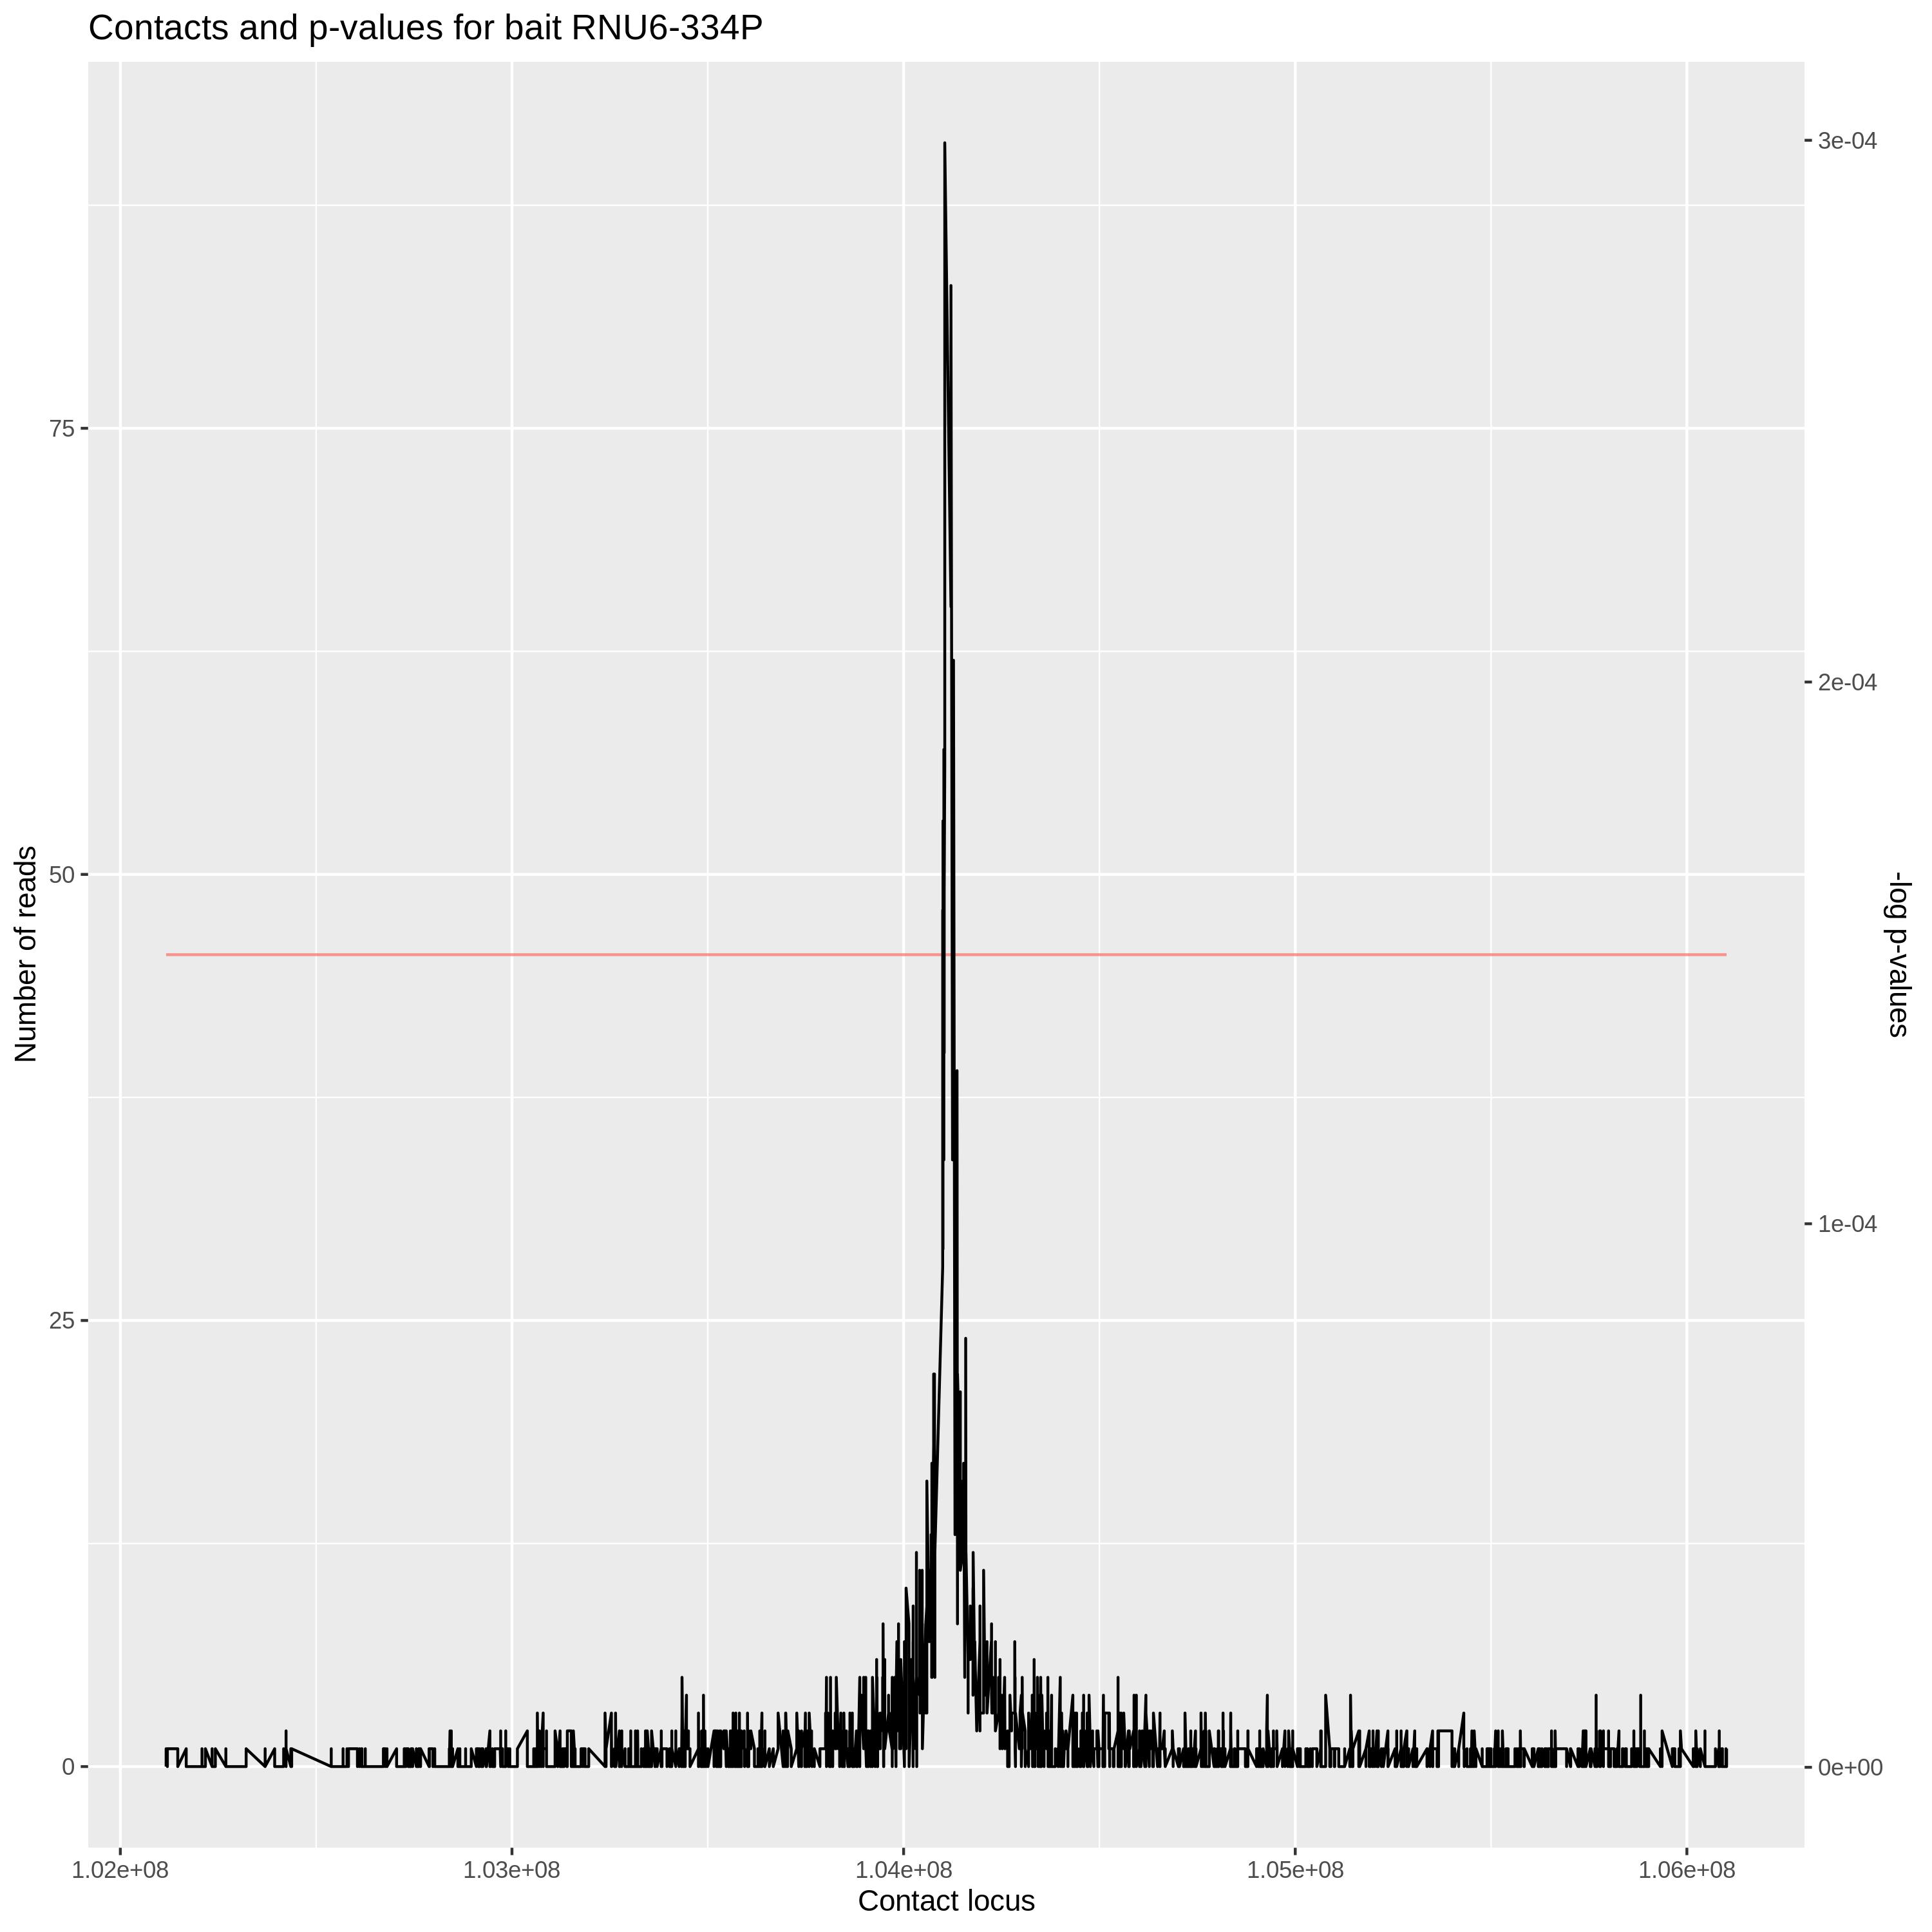 Contacts and p-values for bait RNU6-334P
3e-04
75
2e-04
50
Number of reads
-log p-values
1e-04
25
0
0e+00
1.02e+08
1.03e+08
1.04e+08
1.05e+08
1.06e+08
Contact locus